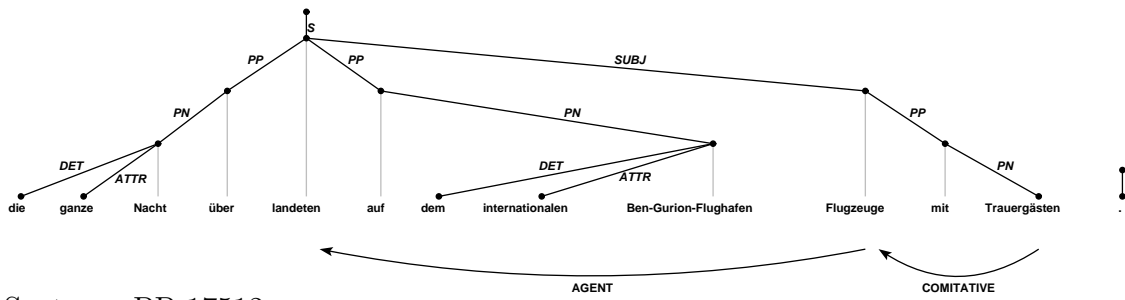 S
PP PP SUBJ
PN PN PP
DET ATTR DET ATTR PN
die ganze Nacht über landeten auf dem internationalen Ben-Gurion-Flughafen Flugzeuge mit Trauergästen .
AGENT COMITATIVE